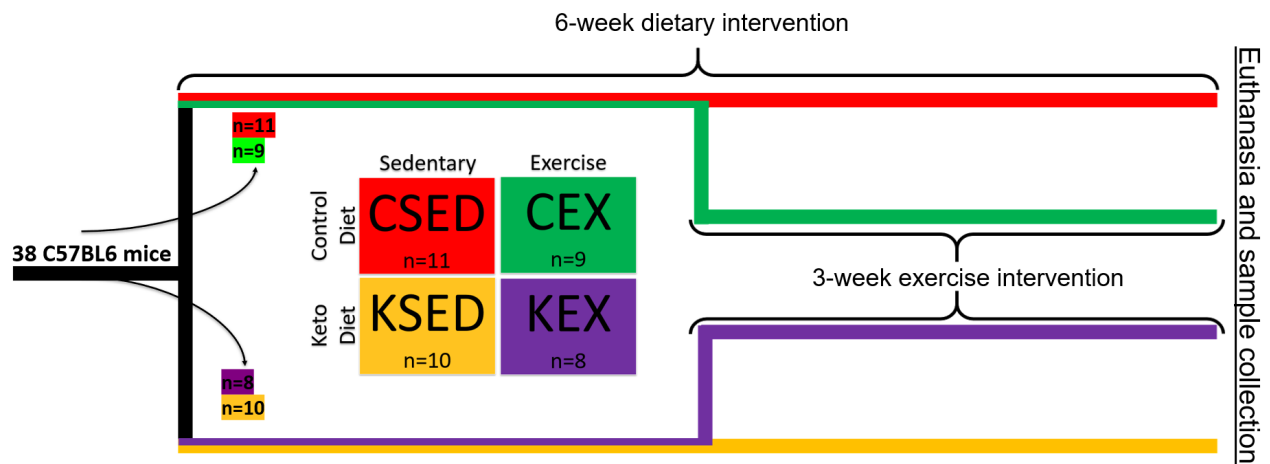 6-week dietary intervention
n=11
n=9
Sedentary
Exercise
Control
Diet
CSED
n=11
CEX
n=9
38 C57BL6 mice
3-week exercise intervention
Keto
Diet
KSED
n=10
KEX
n=8
n=8
n=10
Euthanasia and sample collection